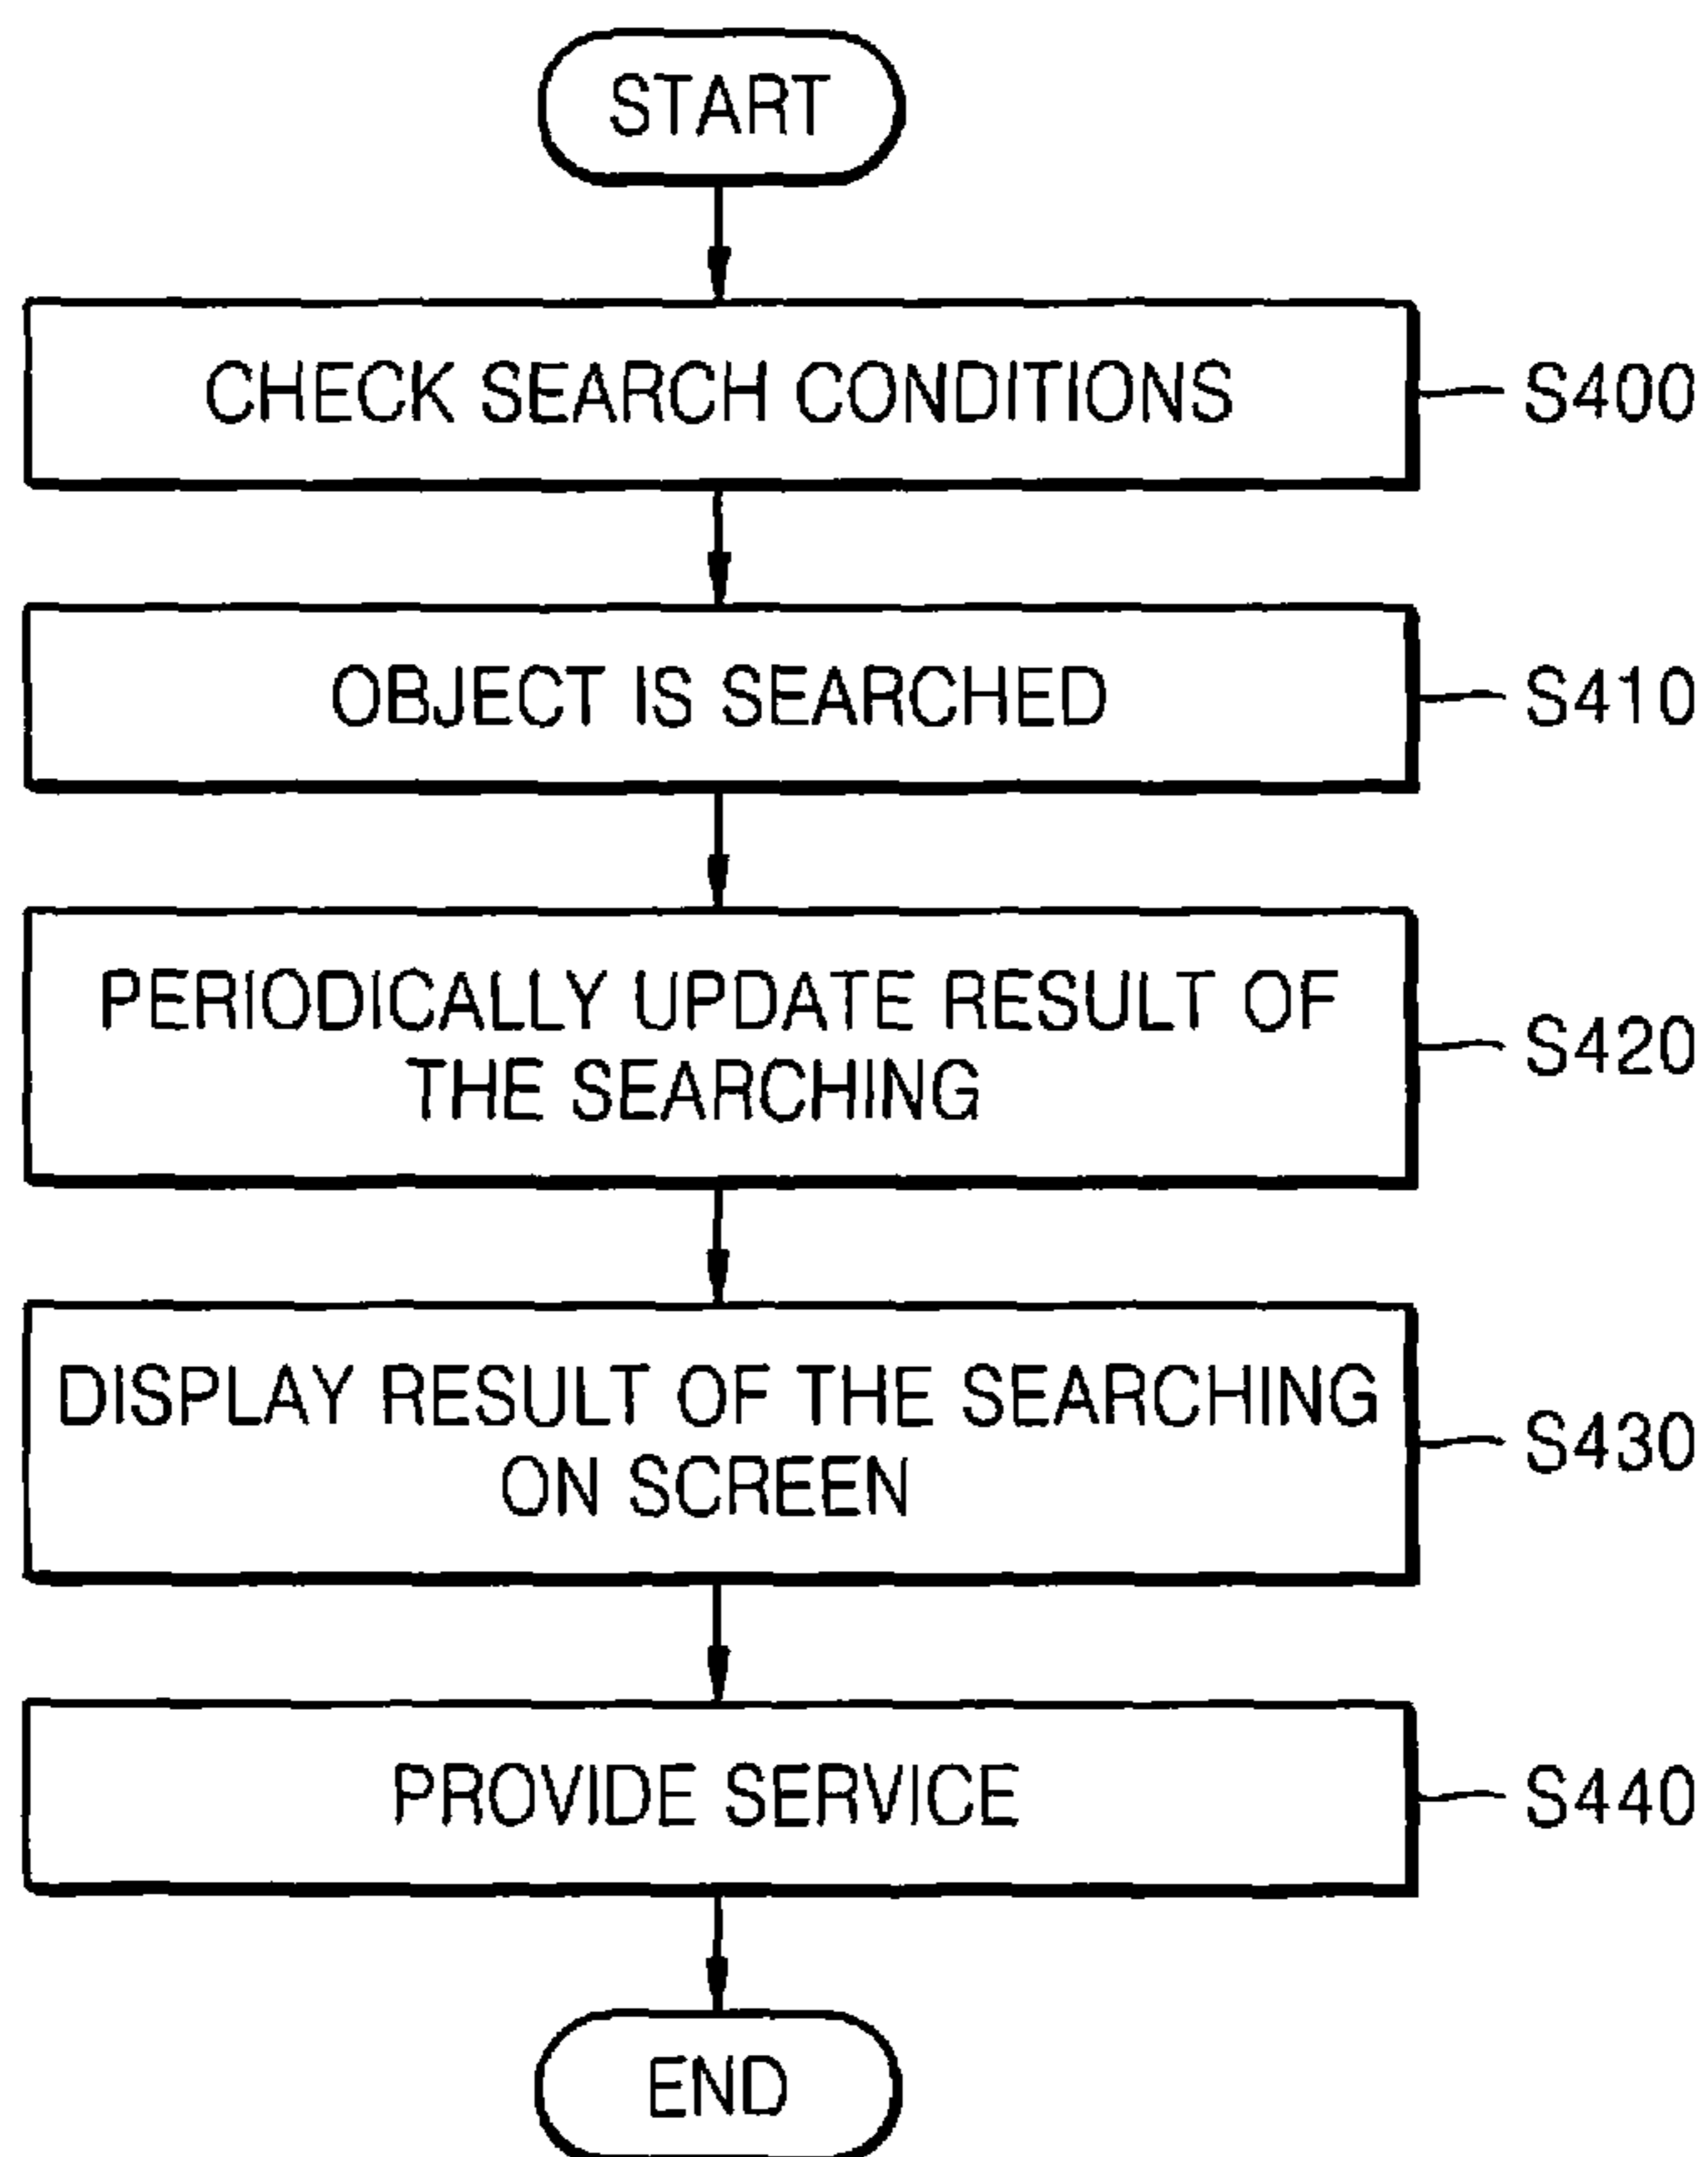 START
CHECK SEARCH CONDITIONS
S400
OBJECT IS SEARCHED
S410
PERIODICALLY UPDATE RESULT OF
THE SEARCHING
S420
DISPLAY RESULT OF THE SEARCHING
ON SCREEN
S430
PROVIDE SERVICE
S440
END